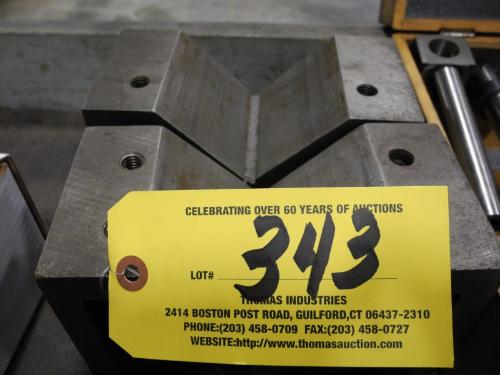 CELEBRATING OVER 60 YEARS OF AUCTIONS
LOT# 343
THOMAS INDUSTRIES
2414 BOSTON POST ROAD, GUILFORD,CT 06437-2310
PHONE:(203) 458-0709 FAX:(203) 458-0727
WEBSITE:http://www.thomasauction.com